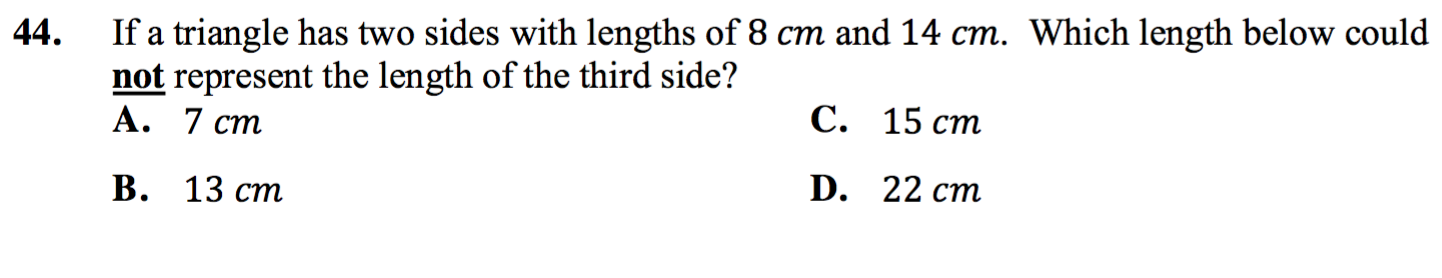 44. If a triangle has two sides with lengths of 8 cm and 14 cm. Which length below could
not represent the length of the third side?
A. 7 cm C. 15 cm
B. 13 cm D. 22 cm